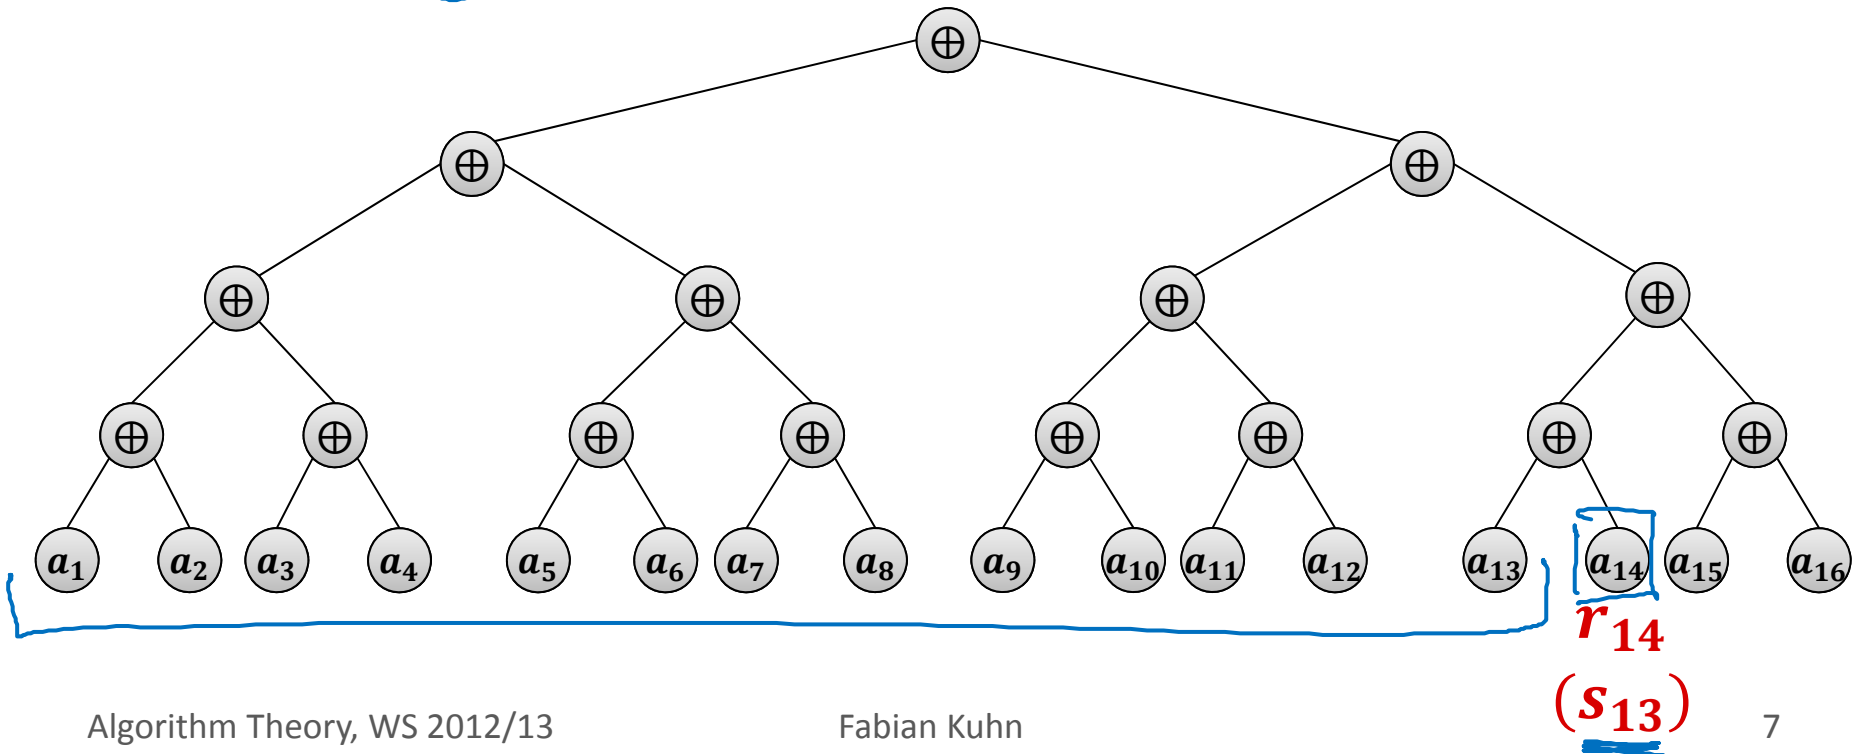 ⊕
⊕ ⊕
⊕ ⊕ ⊕ ⊕
⊕ ⊕ ⊕ ⊕ ⊕ ⊕ ⊕ ⊕
a₁ a₂ a₃ a₄ a₅ a₆ a₇ a₈ a₉ a₁₀ a₁₁ a₁₂ a₁₃ a₁₄ a₁₅ a₁₆
r₁₄
(s₁₃)
Algorithm Theory, WS 2012/13 Fabian Kuhn 7